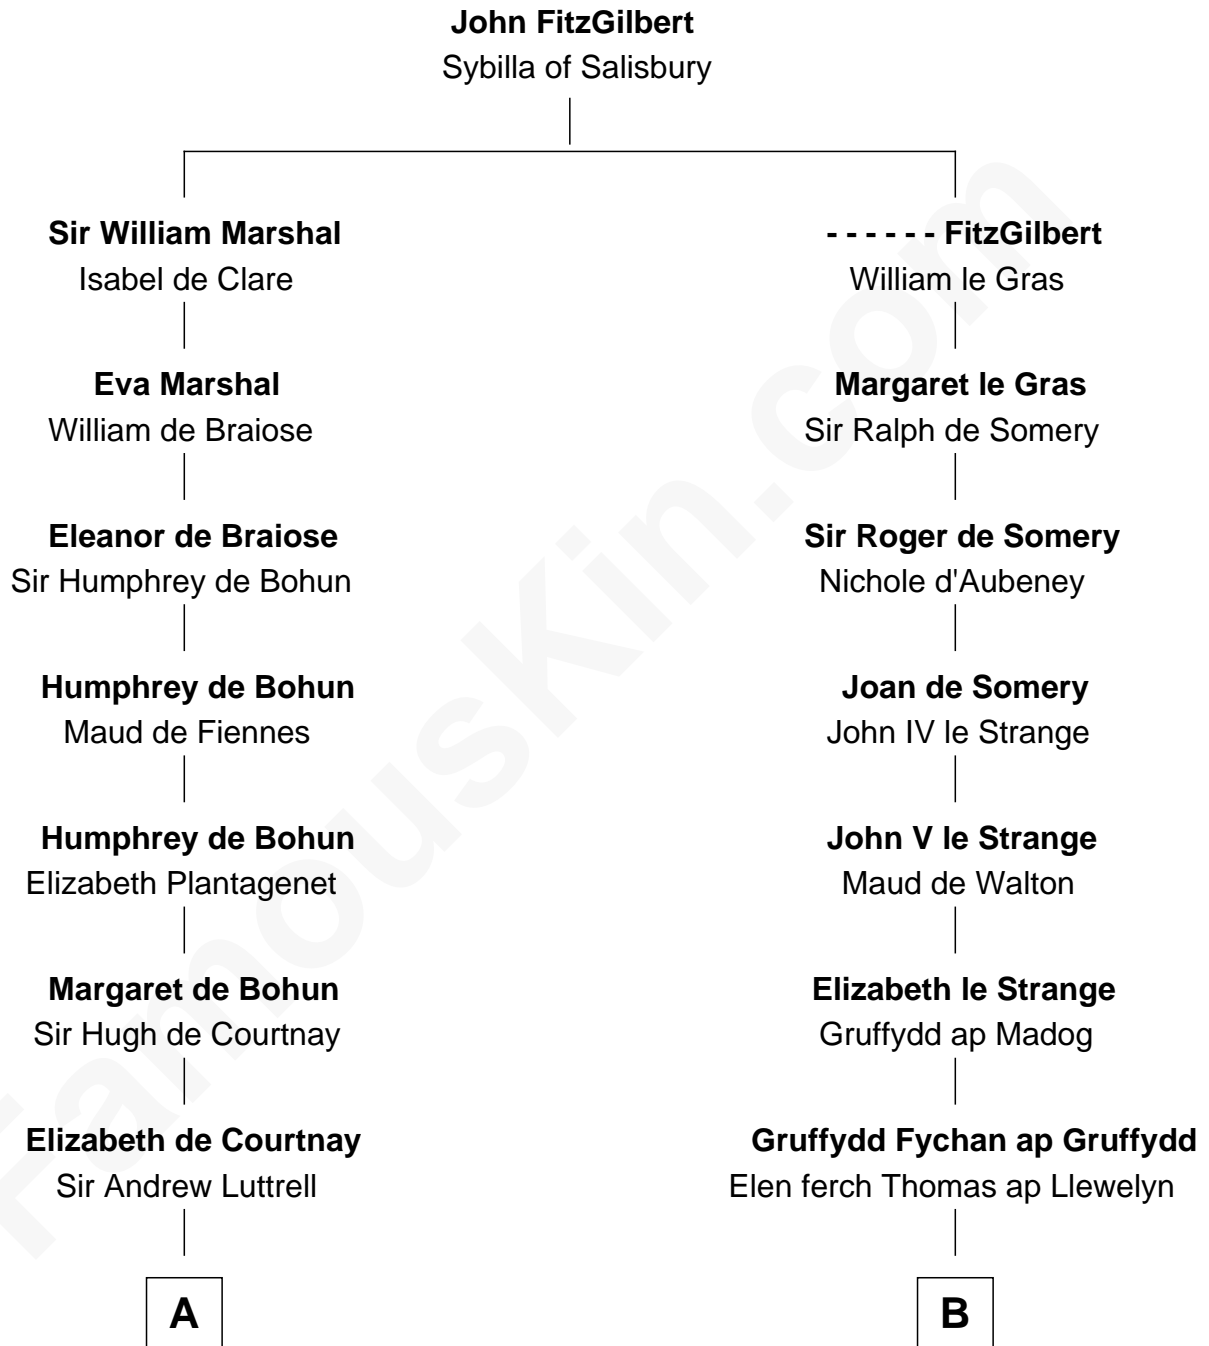 John FitzGilbert
Sybilla of Salisbury
Sir William Marshal
Isabel de Clare
Eva Marshal
William de Braiose
Eleanor de Braiose
Sir Humphrey de Bohun
Humphrey de Bohun
Maud de Fiennes
Humphrey de Bohun
Elizabeth Plantagenet
Margaret de Bohun
Sir Hugh de Courtnay
Elizabeth de Courtnay
Sir Andrew Luttrell
A
- - - - - - FitzGilbert
William le Gras
Margaret le Gras
Sir Ralph de Somery
Sir Roger de Somery
Nichole d'Aubeney
Joan de Somery
John IV le Strange
John V le Strange
Maud de Walton
Elizabeth le Strange
Gruffydd ap Madog
Gruffydd Fychan ap Gruffydd
Elen ferch Thomas ap Llewelyn
B
FamousKin.com